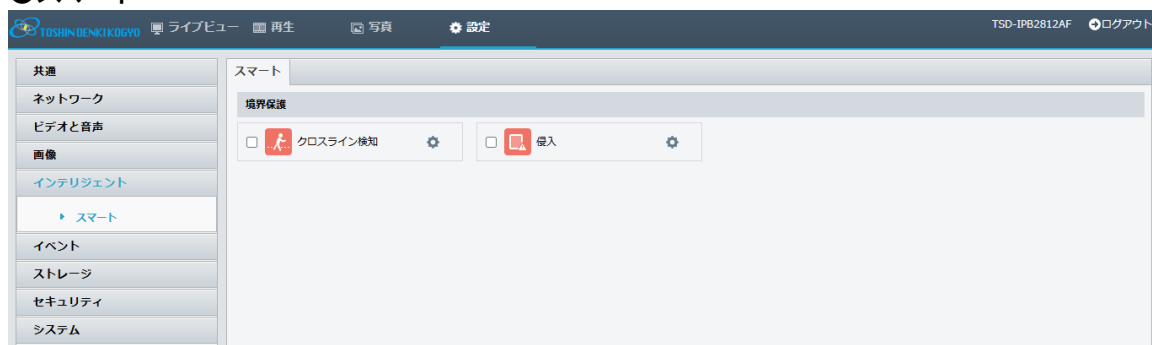 TOSHIN DENKI KOGYO ライブビュー 再生 写真 設定 TSD-IPB2812AF ログアウト
共通
ネットワーク
ビデオと音声
画像
インテリジェント
スマート
イベント
ストレージ
セキュリティ
システム
スマート
境界保護
クロスライン検知 侵入